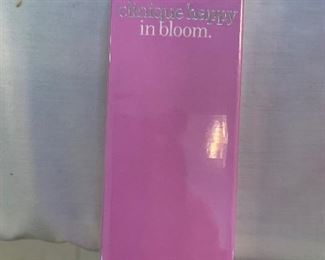 clinique happy
in bloom.